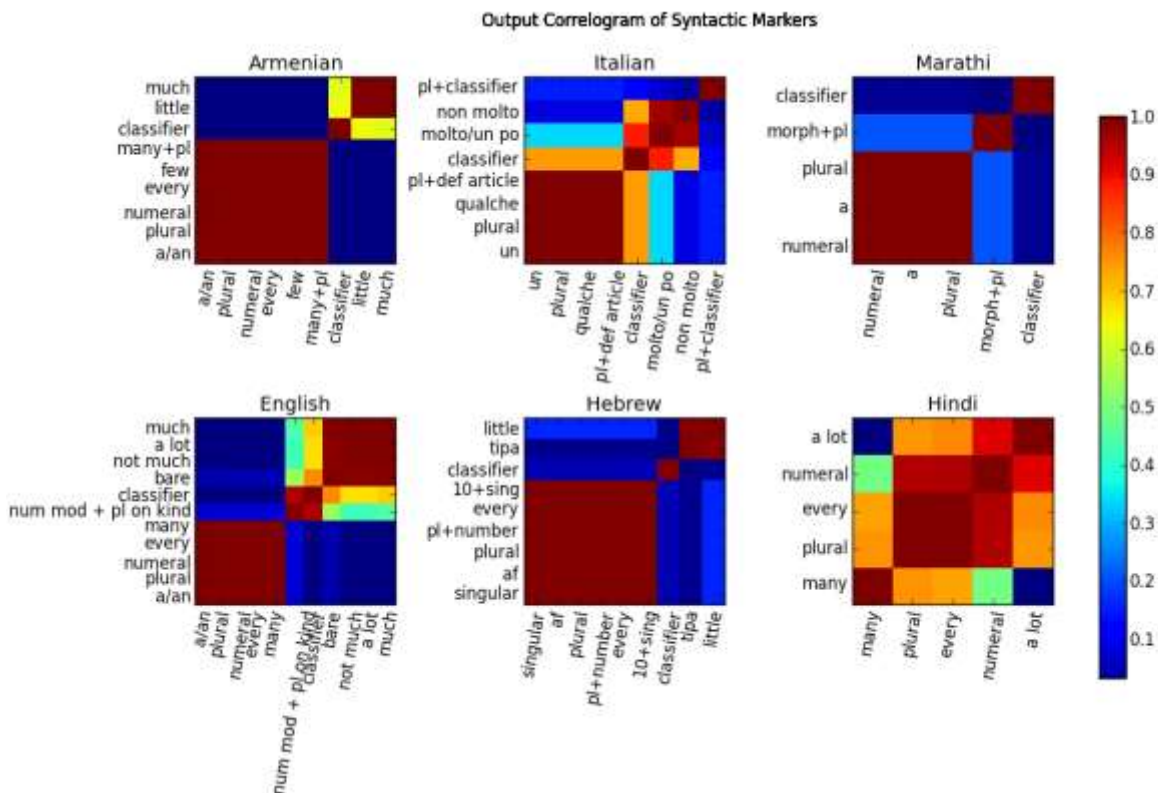 Output Correlogram of Syntactic Markers
Armenian
much
little
classifier
many+pl
few
every
numeral
plural
a/an
a/an
plural
numeral
every
few
many+pl
classifier
little
much
Italian
pl+classifier
non molto
molto/un po
classifier
pl+def article
qualche
plural
un
un
plural
qualche
pl+def article
classifier
molto/un po
non molto
pl+classifier
Marathi
classifier
morph+pl
plural
a
numeral
numeral
a
plural
morph+pl
classifier
English
much
a lot
not much
bare
classifier
num mod + pl on kind
many
every
numeral
plural
a/an
a/an
plural
numeral
every
many
num mod + pl on kind
classifier
bare
not much
a lot
much
Hebrew
little
tipa
classifier
10+sing
every
pl+number
plural
af
singular
singular
af
plural
pl+number
every
10+sing
classifier
tipa
little
Hindi
a lot
numeral
every
plural
many
many
plural
every
numeral
a lot
1.0
0.9
0.8
0.7
0.6
0.5
0.4
0.3
0.2
0.1